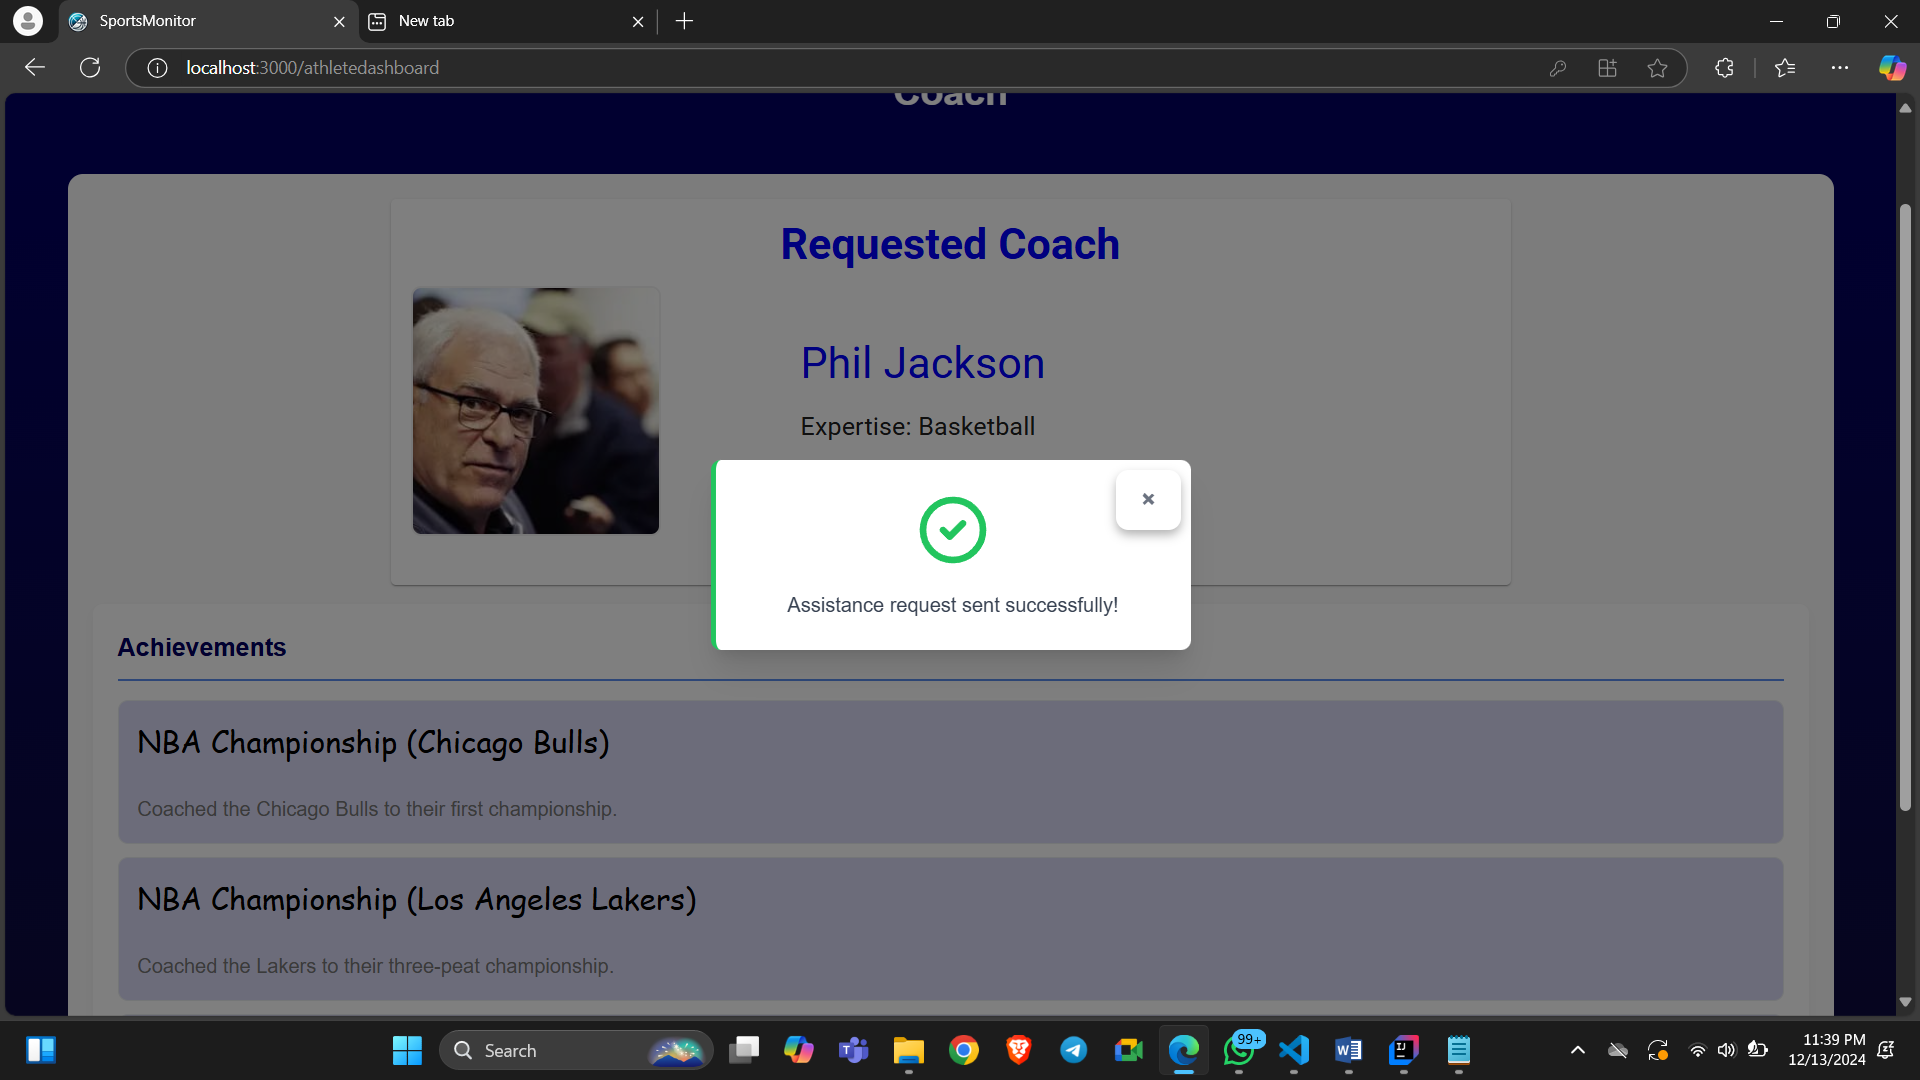 SportsMonitor
New tab
localhost:3000/athletedashboard
Coach
Requested Coach
Phil Jackson
Expertise: Basketball
×
Assistance request sent successfully!
Achievements
NBA Championship (Chicago Bulls)
Coached the Chicago Bulls to their first championship.
NBA Championship (Los Angeles Lakers)
Coached the Lakers to their three-peat championship.
Search
99+
11:39 PM
12/13/2024